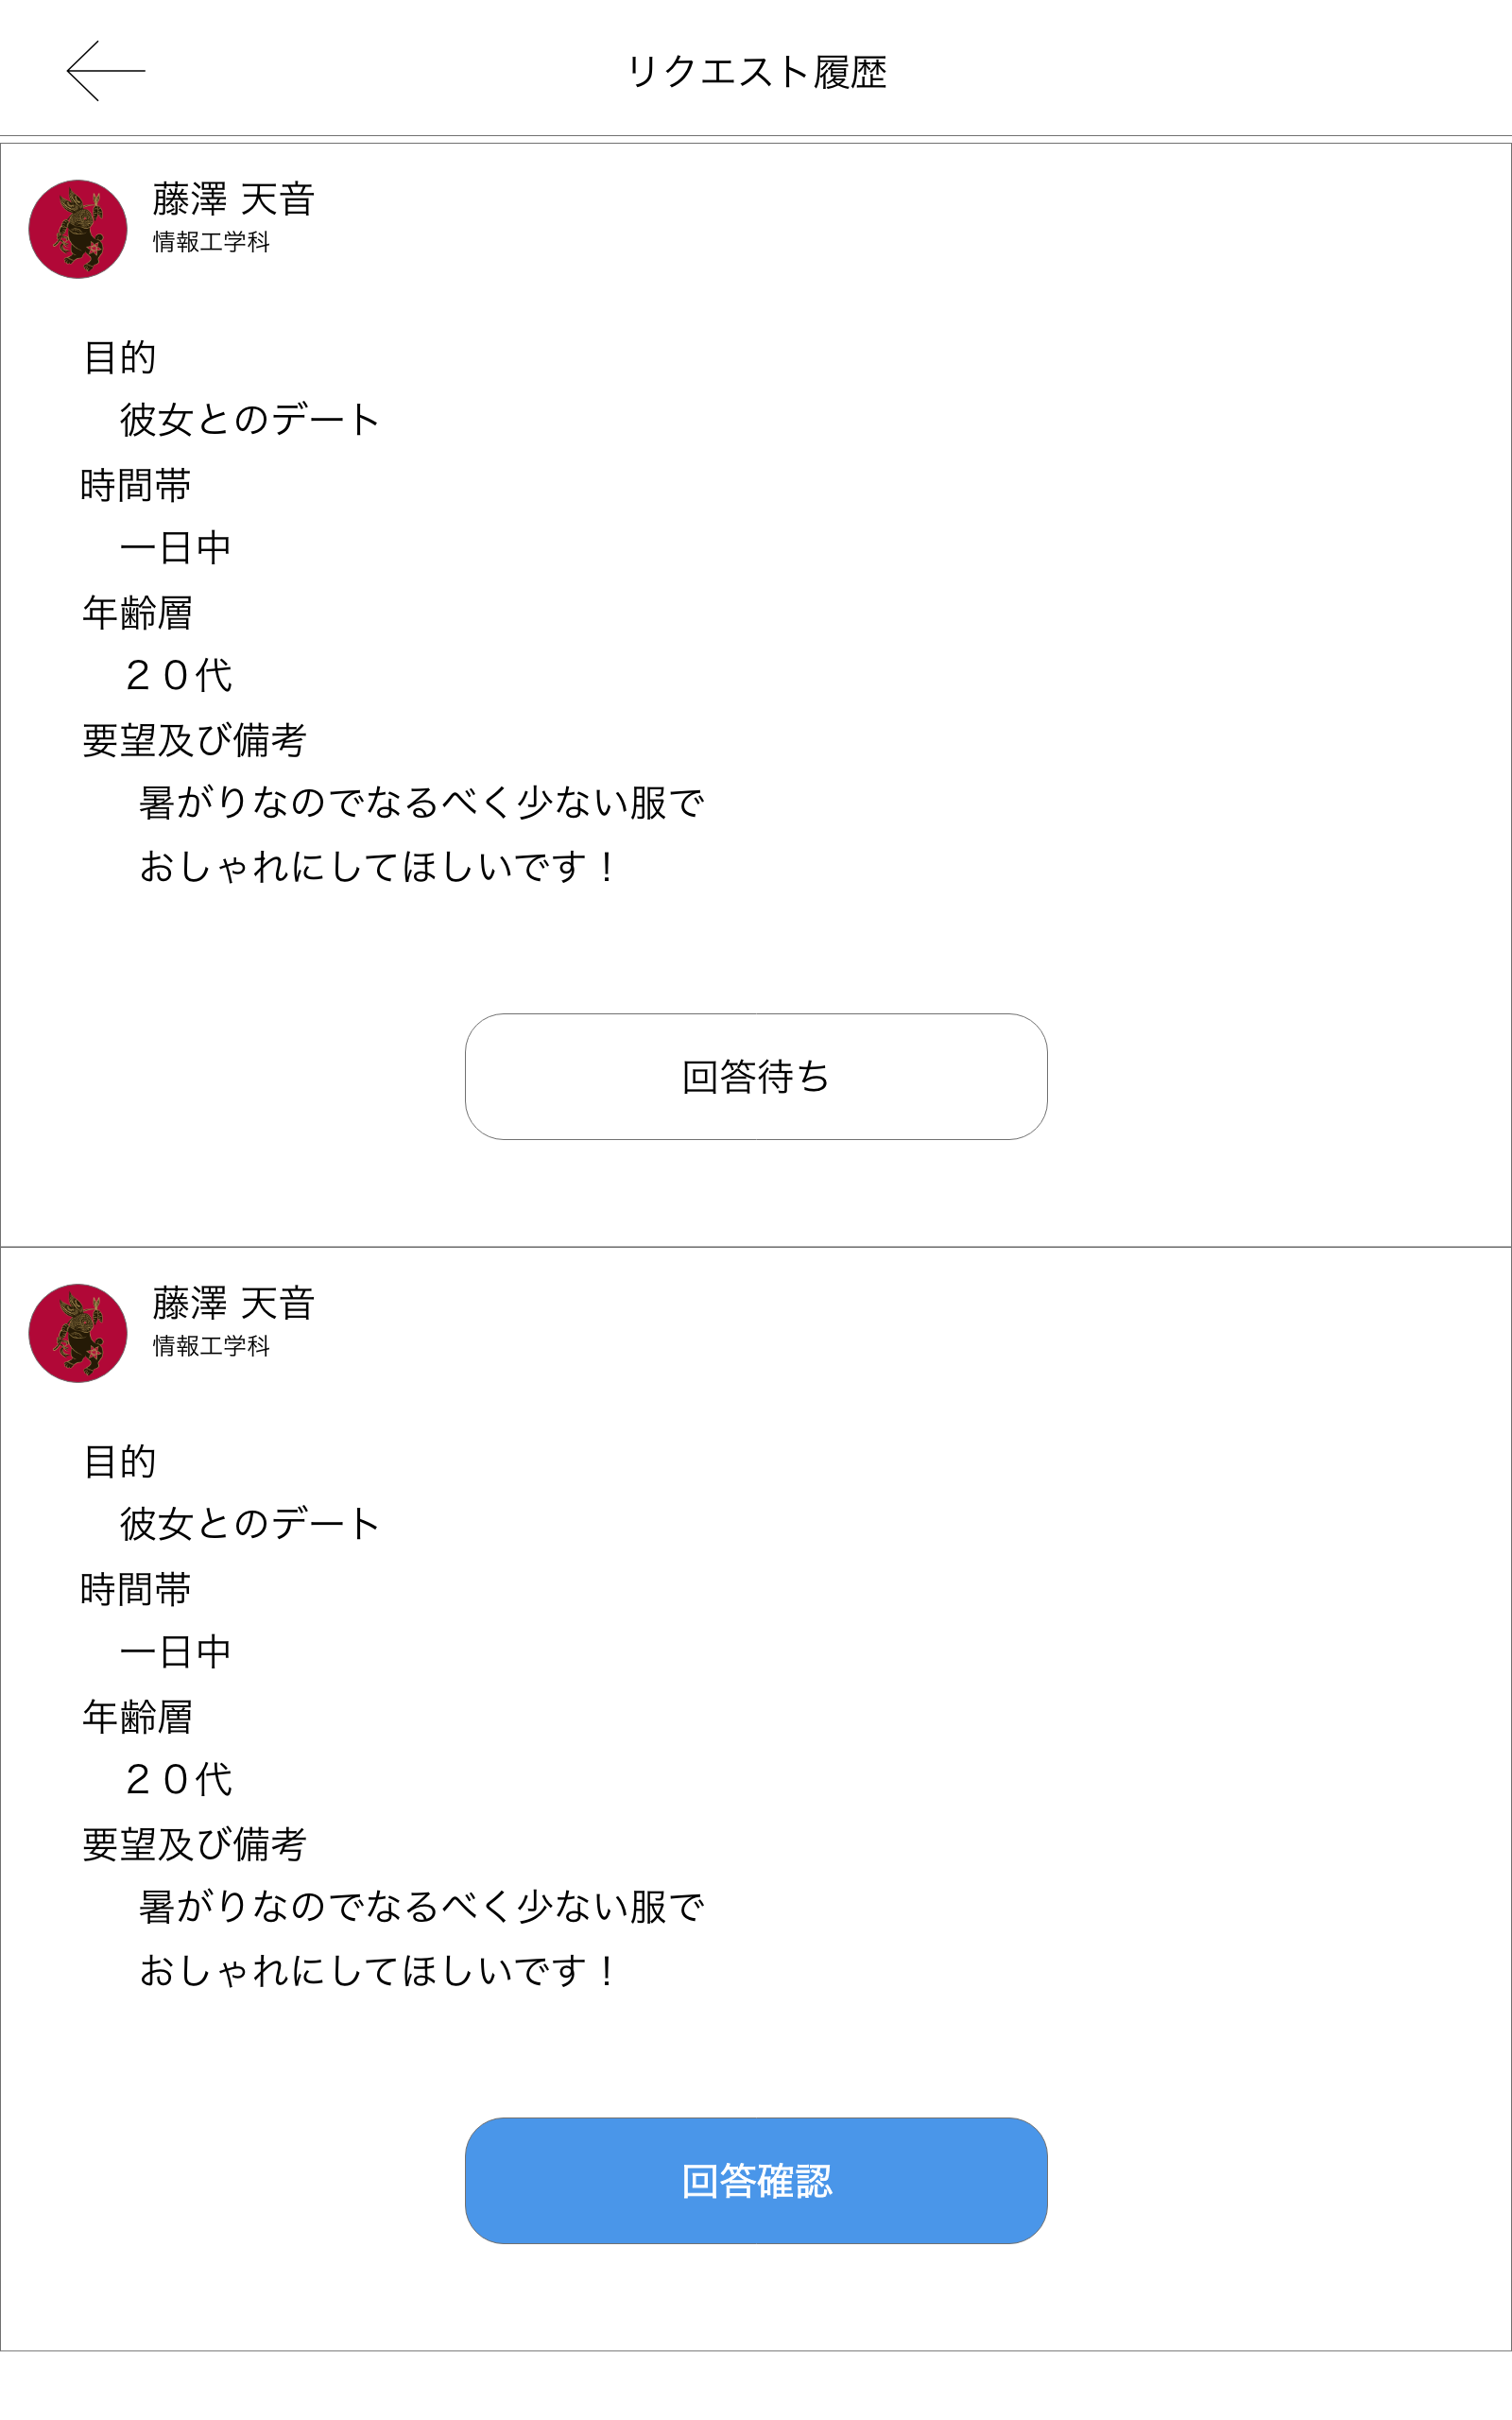 リクエスト履歴
藤澤 天音
情報工学科
目的
彼女とのデート
時間帯
一日中
年齢層
２０代
要望及び備考
暑がりなのでなるべく少ない服で
おしゃれにしてほしいです！
回答待ち
藤澤 天音
情報工学科
目的
彼女とのデート
時間帯
一日中
年齢層
２０代
要望及び備考
暑がりなのでなるべく少ない服で
おしゃれにしてほしいです！
回答確認